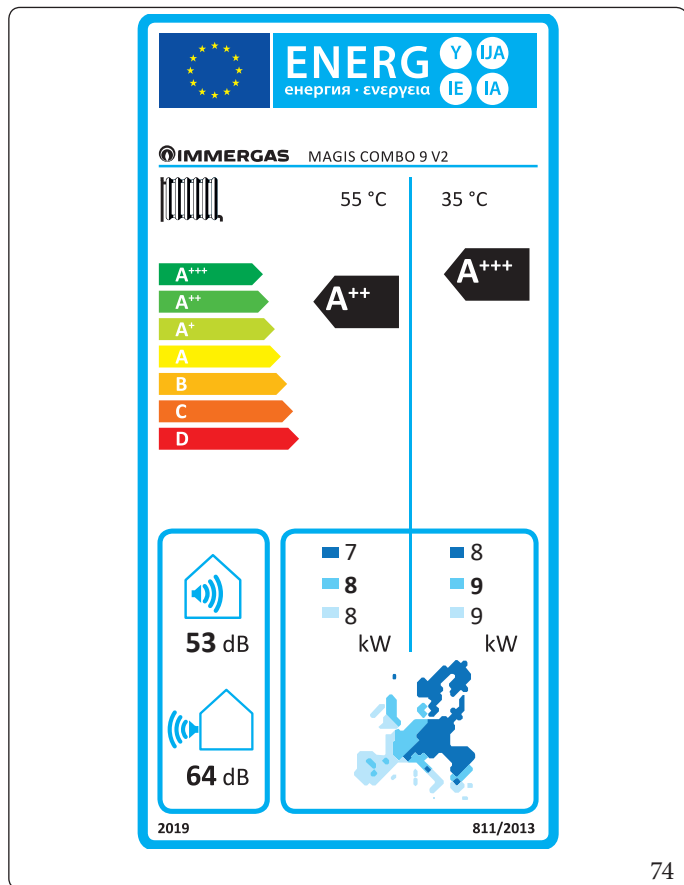 ENERG Y IJA
енергия · ενεργεια IE IA
IMMERGAS MAGIS COMBO 9 V2
55 °C 35 °C
A+++
A++
A+
A
B
C
D
A++
A+++
53 dB
64 dB
7 8
8 9
8 9
kW kW
2019 811/2013
74